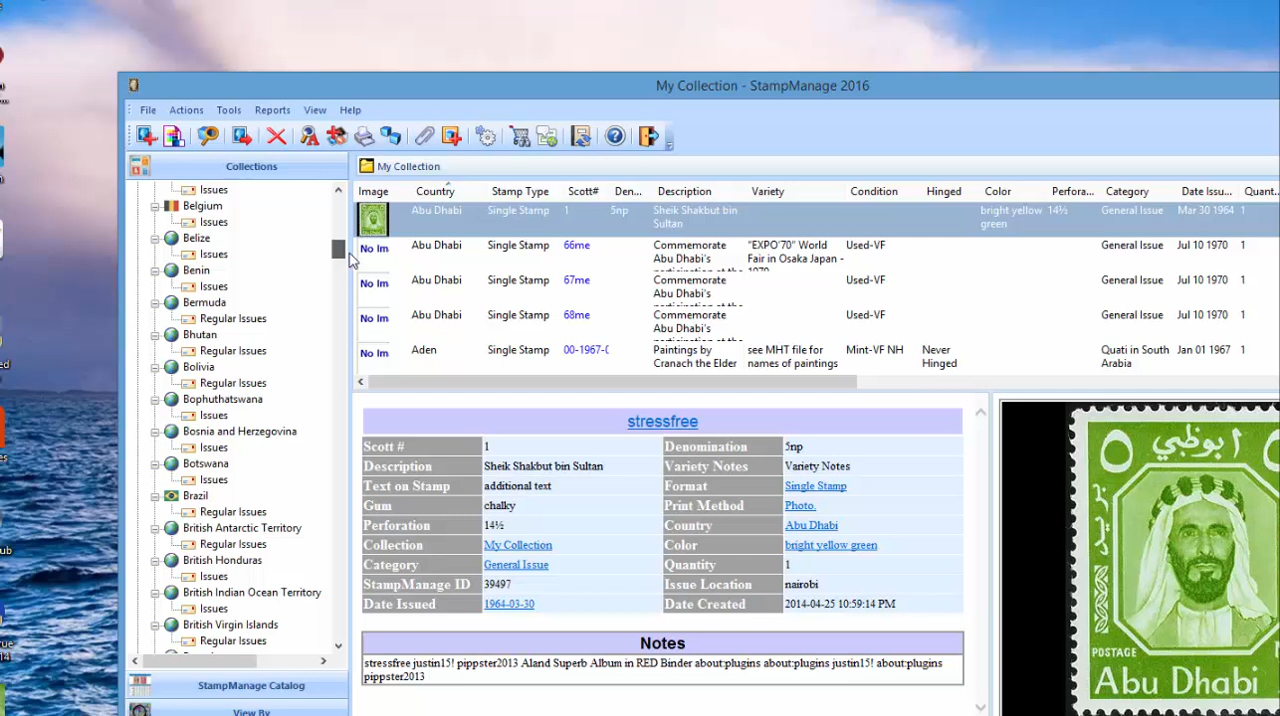 My Collection - StampManage 2016
File Actions Tools Reports View Help
Collections
My Collection
Issues
Belgium
Issues
Belize
Issues
Benin
Issues
Bermuda
Regular Issues
Bhutan
Regular Issues
Bolivia
Regular Issues
Bophuthatswana
Issues
Bosnia and Herzegovina
Issues
Botswana
Issues
Brazil
Regular Issues
British Antarctic Territory
Regular Issues
British Honduras
Issues
British Indian Ocean Territory
Issues
British Virgin Islands
Regular Issues
StampManage Catalog
View By
Image Country Stamp Type Scott# Den... Description Variety Condition Hinged Color Perfora... Category Date Issu... Quant
Abu Dhabi Single Stamp 1 5np Sheik Shakbut bin bright yellow 14½ General Issue Mar 30 1964 1
Sultan green
No Im Abu Dhabi Single Stamp 66me Commemorate "EXPO'70" World Used-VF General Issue Jul 10 1970 1
Abu Dhabi's Fair in Osaka Japan -
participation at the 1970
No Im Abu Dhabi Single Stamp 67me Commemorate Used-VF General Issue Jul 10 1970 1
Abu Dhabi's
participation at the
No Im Abu Dhabi Single Stamp 68me Commemorate Used-VF General Issue Jul 10 1970 1
Abu Dhabi's
participation at the
No Im Aden Single Stamp 00-1967-0 Paintings by see MHT file for Mint-VF NH Never Quati in South Jan 01 1967 1
Cranach the Elder names of paintings Hinged Arabia
stressfree
Scott # 1 Denomination 5np
Description Sheik Shakbut bin Sultan Variety Notes Variety Notes
Text on Stamp additional text Format Single Stamp
Gum chalky Print Method Photo.
Perforation 14½ Country Abu Dhabi
Collection My Collection Color bright yellow green
Category General Issue Quantity 1
StampManage ID 39497 Issue Location nairobi
Date Issued 1964-03-30 Date Created 2014-04-25 10:59:14 PM
Notes
stressfree justin15! pippster2013 Aland Superb Album in RED Binder about:plugins about:plugins justin15! about:plugins
pippster2013
أبوظبي
POSTAGE
Abu Dhabi